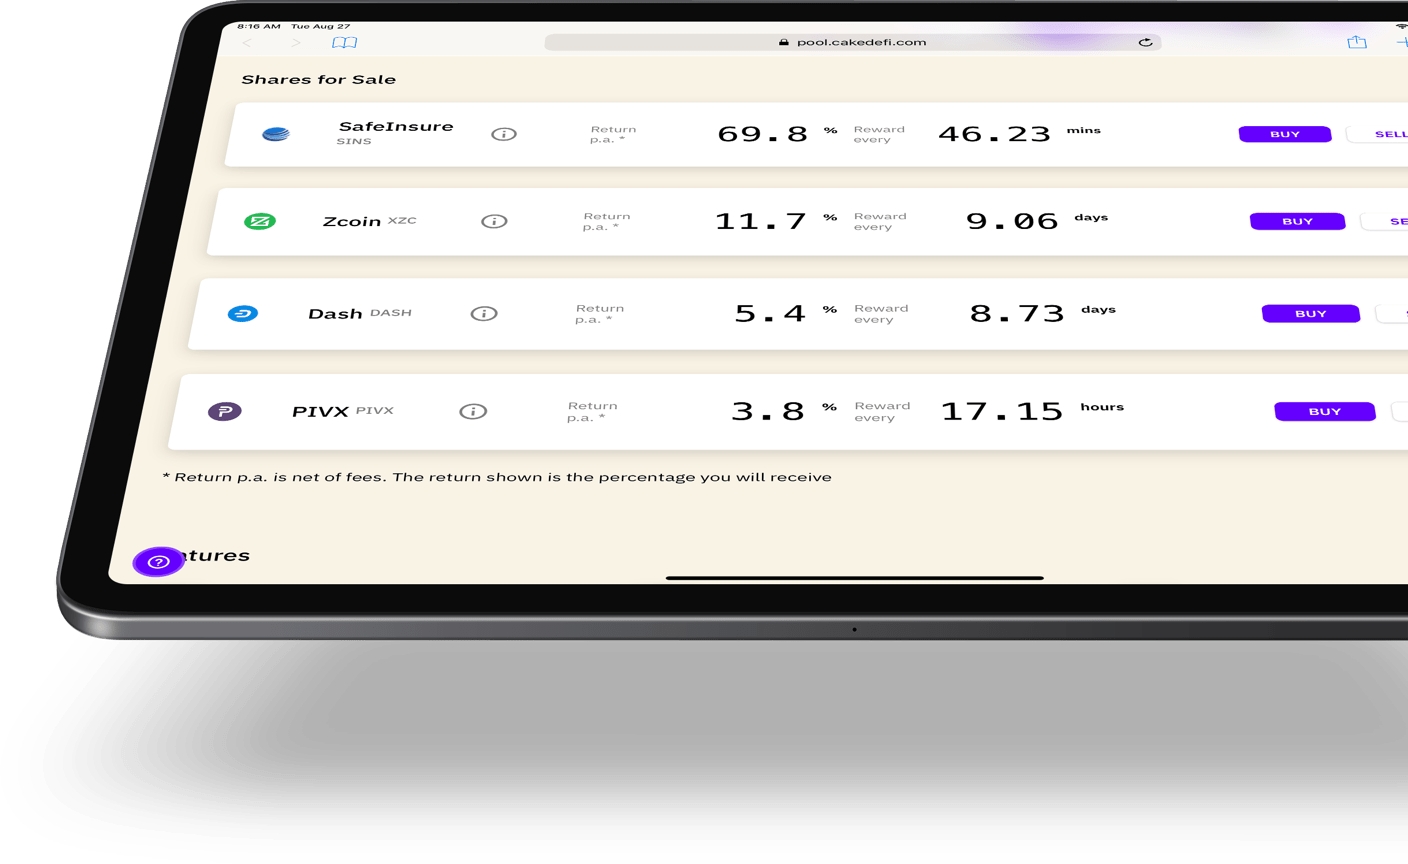 8:16 AM Tue Aug 27
pool.cakedefi.com
Shares for Sale
SafeInsure
SINS
Return
p.a. *
69.8 %
Reward
every
46.23 mins
BUY
SELL
Zcoin XZC
Return
p.a. *
11.7 %
Reward
every
9.06 days
BUY
SE
Dash DASH
Return
p.a. *
5.4 %
Reward
every
8.73 days
BUY
PIVX PIVX
Return
p.a. *
3.8 %
Reward
every
17.15 hours
BUY
* Return p.a. is net of fees. The return shown is the percentage you will receive
tures